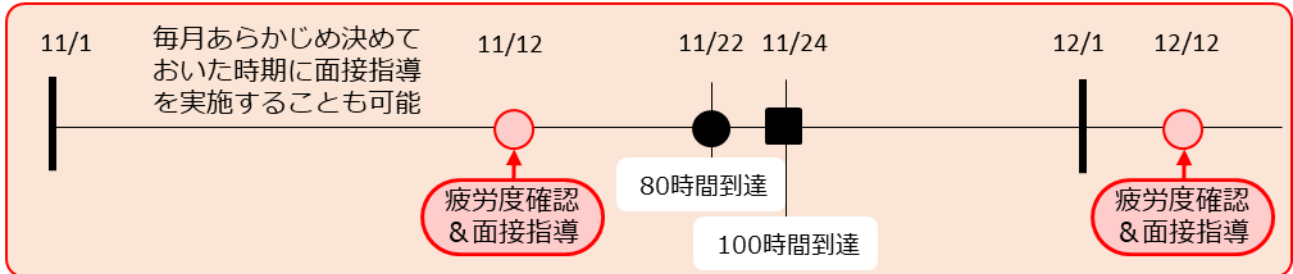 11/1
毎月あらかじめ決めて
おいた時期に面接指導
を実施することも可能
11/12
11/22
11/24
12/1
12/12
疲労度確認
&面接指導
80時間到達
100時間到達
疲労度確認
&面接指導